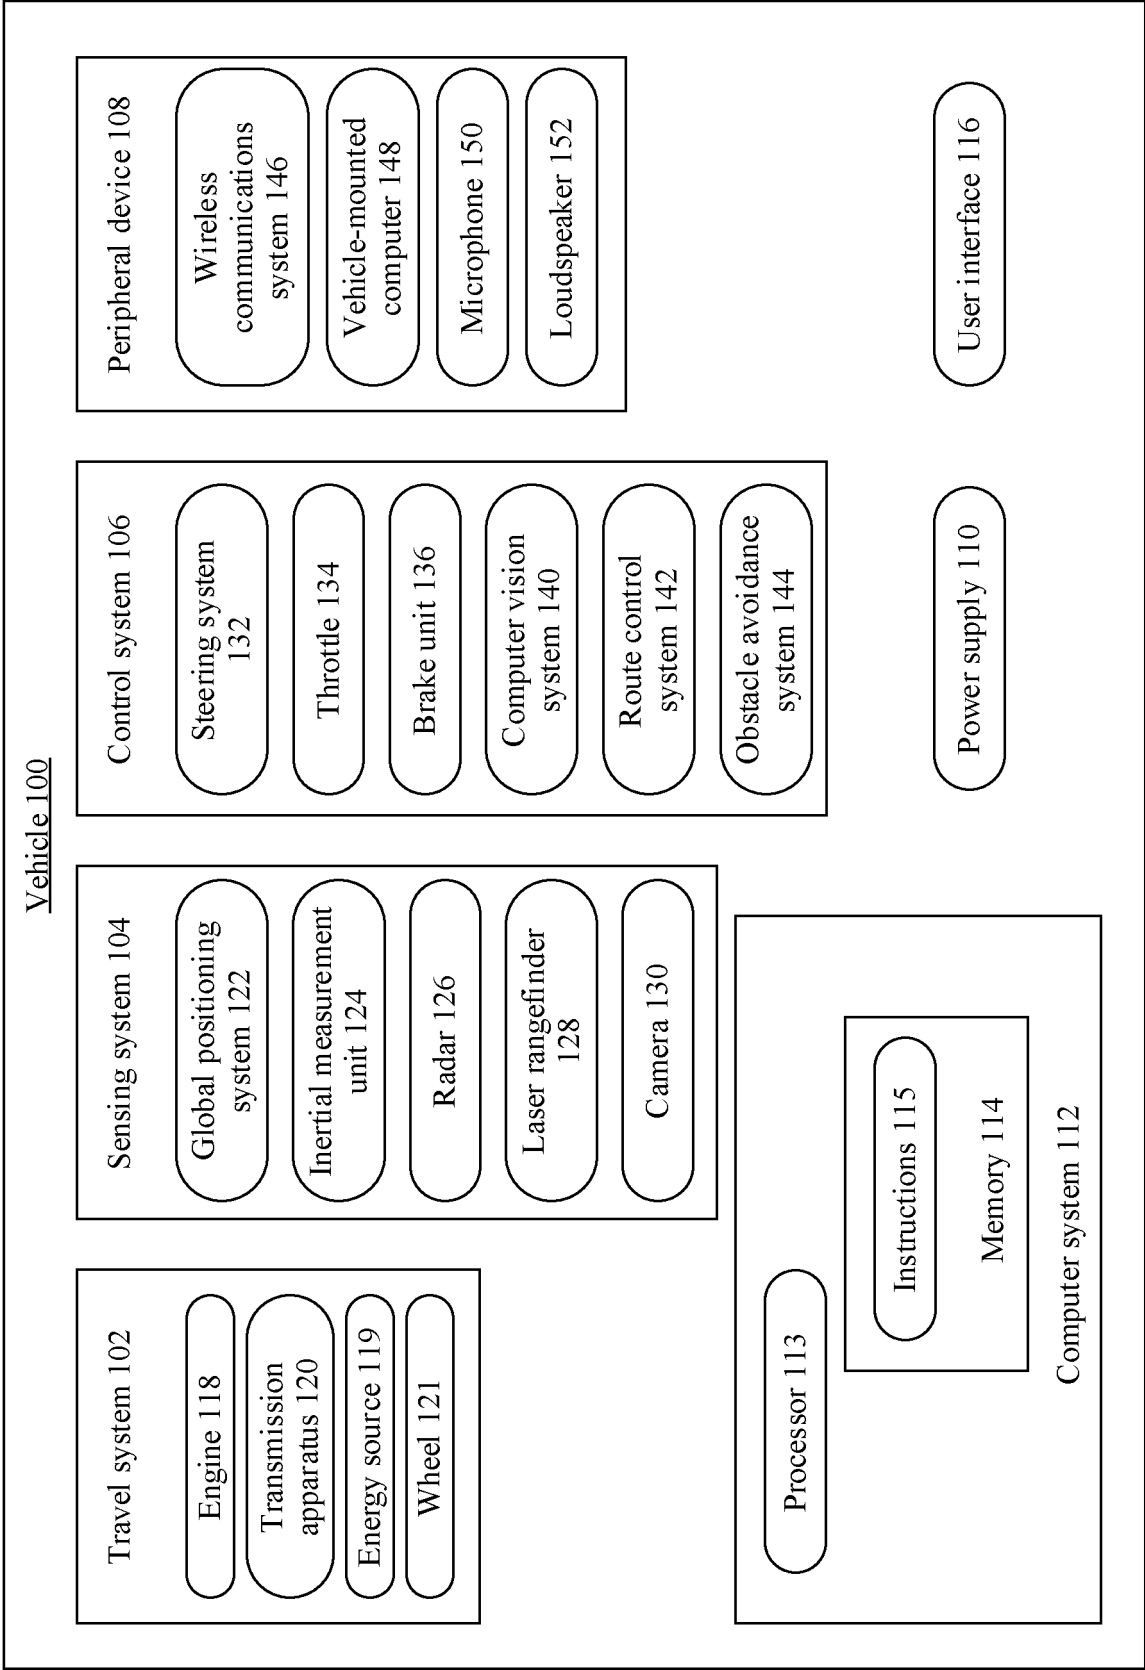 Vehicle 100
Travel system 102
Engine 118
Transmission
apparatus 120
Energy source 119
Wheel 121
Sensing system 104
Global positioning
system 122
Inertial measurement
unit 124
Radar 126
Laser rangefinder
128
Camera 130
Control system 106
Steering system
132
Throttle 134
Brake unit 136
Computer vision
system 140
Route control
system 142
Obstacle avoidance
system 144
Peripheral device 108
Wireless
communications
system 146
Vehicle-mounted
computer 148
Microphone 150
Loudspeaker 152
Processor 113
Instructions 115
Memory 114
Computer system 112
Power supply 110
User interface 116